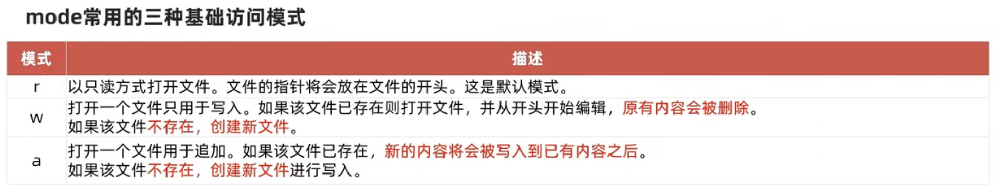 mode常用的三种基础访问模式
模式 描述
r 以只读方式打开文件。文件的指针将会放在文件的开头。这是默认模式。
w 打开一个文件只用于写入。如果该文件已存在则打开文件，并从开头开始编辑，原有内容会被删除。
如果该文件不存在，创建新文件。
a 打开一个文件用于追加。如果该文件已存在，新的内容将会被写入到已有内容之后。
如果该文件不存在，创建新文件进行写入。